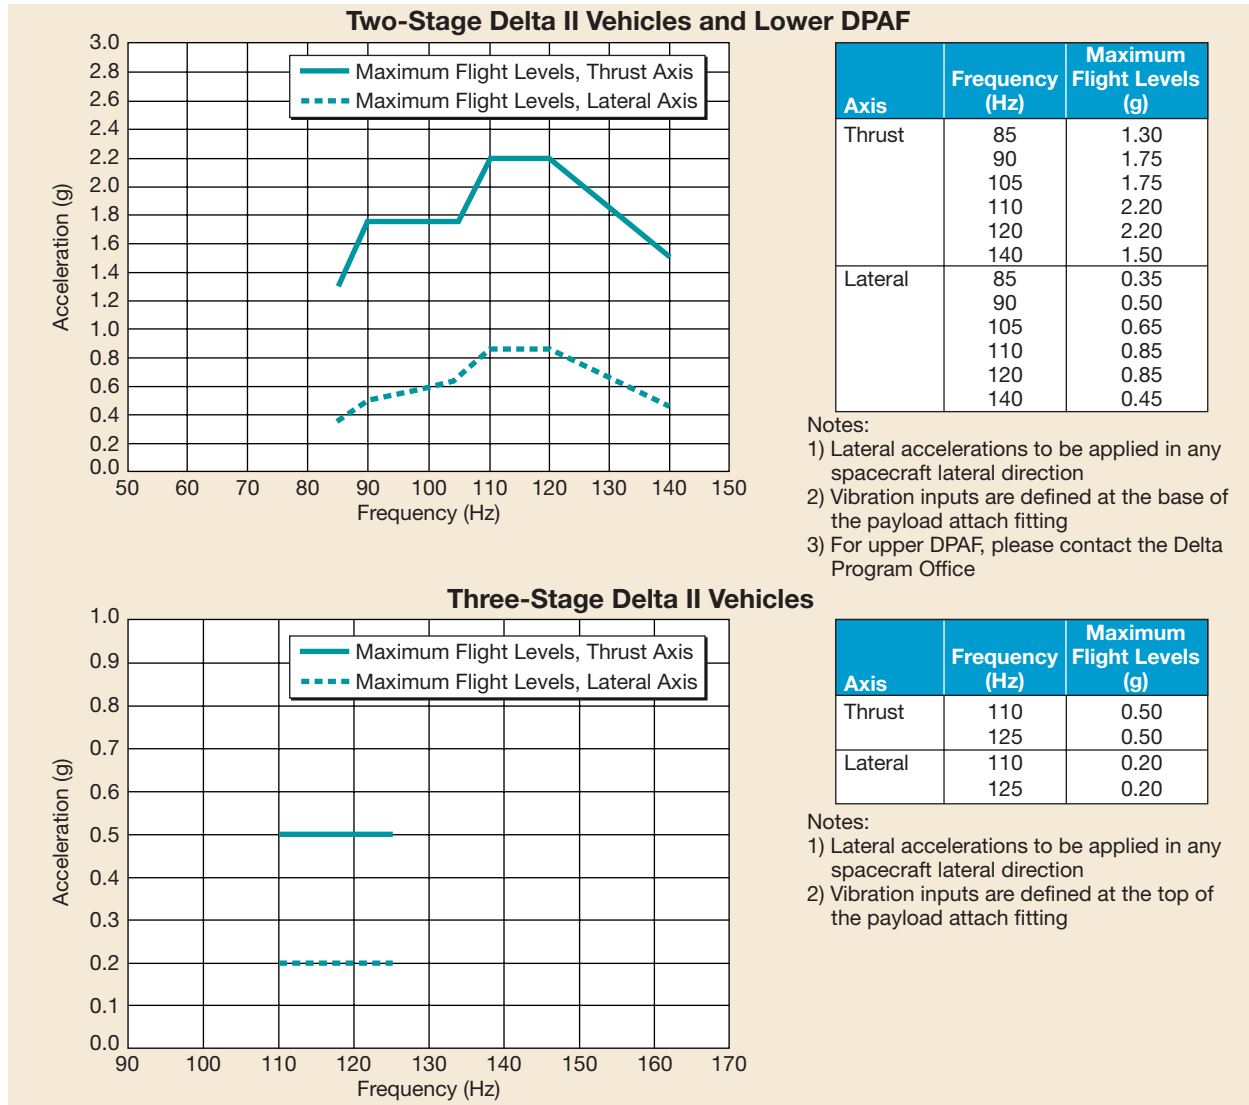 Two-Stage Delta II Vehicles and Lower DPAF
3.0
2.8
2.6
2.4
2.2
2.0
1.8
1.6
1.4
1.2
1.0
0.8
0.6
0.4
0.2
0.0
Acceleration (g)
Maximum Flight Levels, Thrust Axis
Maximum Flight Levels, Lateral Axis
50 60 70 80 90 100 110 120 130 140 150
Frequency (Hz)
Maximum
Frequency Flight Levels
Axis (Hz) (g)
Thrust 85 1.30
90 1.75
105 1.75
110 2.20
120 2.20
140 1.50
Lateral 85 0.35
90 0.50
105 0.65
110 0.85
120 0.85
140 0.45
Notes:
1) Lateral accelerations to be applied in any
spacecraft lateral direction
2) Vibration inputs are defined at the base of
the payload attach fitting
3) For upper DPAF, please contact the Delta
Program Office
Three-Stage Delta II Vehicles
1.0
0.9
0.8
0.7
0.6
0.5
0.4
0.3
0.2
0.1
0.0
Acceleration (g)
Maximum Flight Levels, Thrust Axis
Maximum Flight Levels, Lateral Axis
90 100 110 120 130 140 150 160 170
Frequency (Hz)
Maximum
Frequency Flight Levels
Axis (Hz) (g)
Thrust 110 0.50
125 0.50
Lateral 110 0.20
125 0.20
Notes:
1) Lateral accelerations to be applied in any
spacecraft lateral direction
2) Vibration inputs are defined at the top of
the payload attach fitting